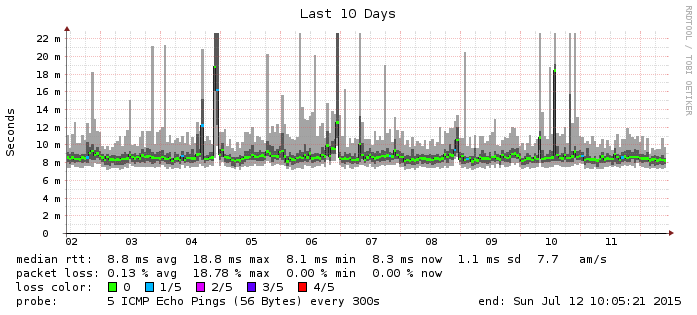 Last 10 Days
RRDTOOL / TOBI OETIKER
Seconds
22 m
20 m
18 m
16 m
14 m
12 m
10 m
8 m
6 m
4 m
2 m
0
02 03 04 05 06 07 08 09 10 11
median rtt: 8.8 ms avg 18.8 ms max 8.1 ms min 8.3 ms now 1.1 ms sd 7.7 am/s
packet loss: 0.13 % avg 18.78 % max 0.00 % min 0.00 % now
loss color: 0 1/5 2/5 3/5 4/5
probe: 5 ICMP Echo Pings (56 Bytes) every 300s end: Sun Jul 12 10:05:21 2015